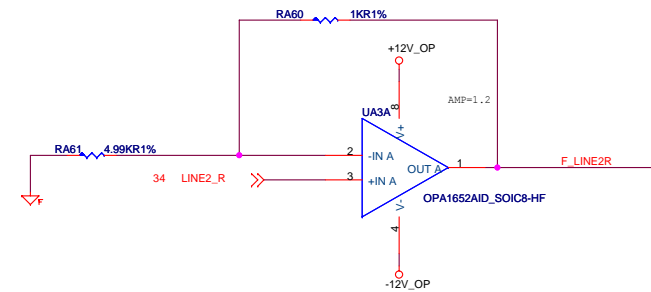 RA60 1KR1%
+12V_OP
UA3A
AMP=1.2
8
V+
RA61 4.99KR1%
2 -IN A
OUT A 1 F_LINE2R
34 LINE2_R 3 +IN A
OPA1652AID_SOIC8-HF
V-
4
F
-12V_OP